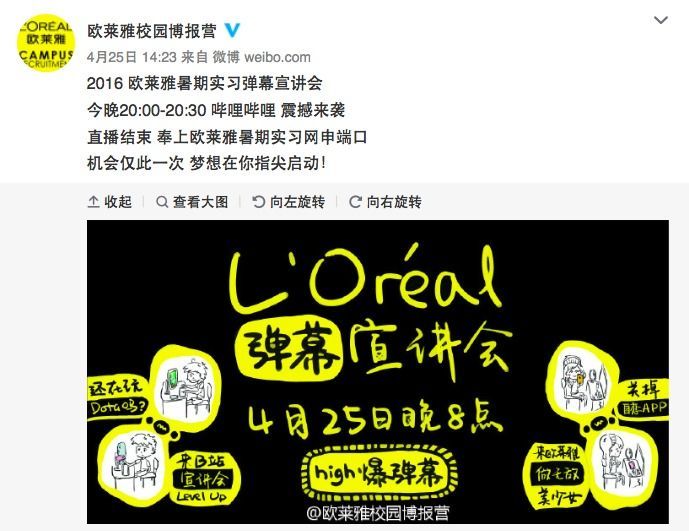 L'ORÉAL
欧莱雅
CAMPUS
RECRUITMENT
欧莱雅校园博报营
4月25日 14:23 来自 微博 weibo.com
2016 欧莱雅暑期实习弹幕宣讲会
今晚20:00-20:30 哔哩哔哩 震撼来袭
直播结束 奉上欧莱雅暑期实习网申端口
机会仅此一次 梦想在你指尖启动！
收起
查看大图
向左旋转
向右旋转
L'Oréal
弹幕宣讲会
4月25日晚8点
high爆弹幕
还在玩
Dota吗？
来B站
宣讲会
Level Up
关掉
APP
来欧莱雅
做无敌
美少女
@欧莱雅校园博报营